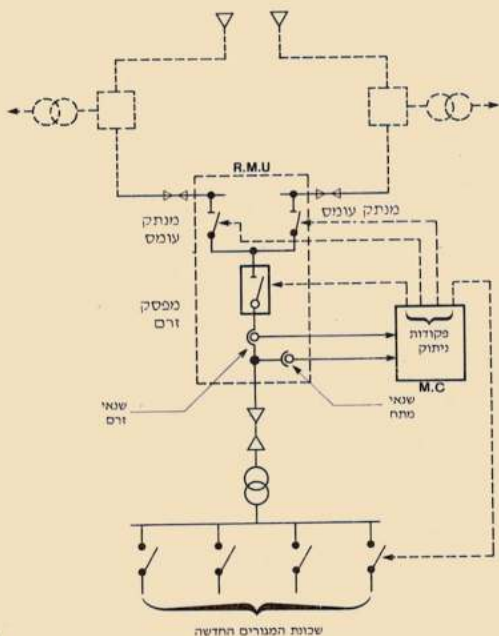 R.M.U
מנתק עומס
מנתק
עומס
מפסק
זרם
פקודות
ניתוק
M.C
שנאי
זרם
שנאי
מתח
שכונת המגורים החדשה